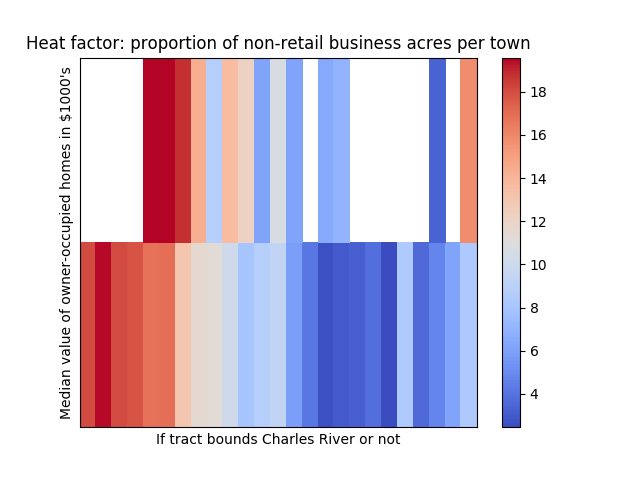 Heat factor: proportion of non-retail business acres per town
Median value of owner-occupied homes in $1000's
If tract bounds Charles River or not
18
16
14
12
10
8
6
4